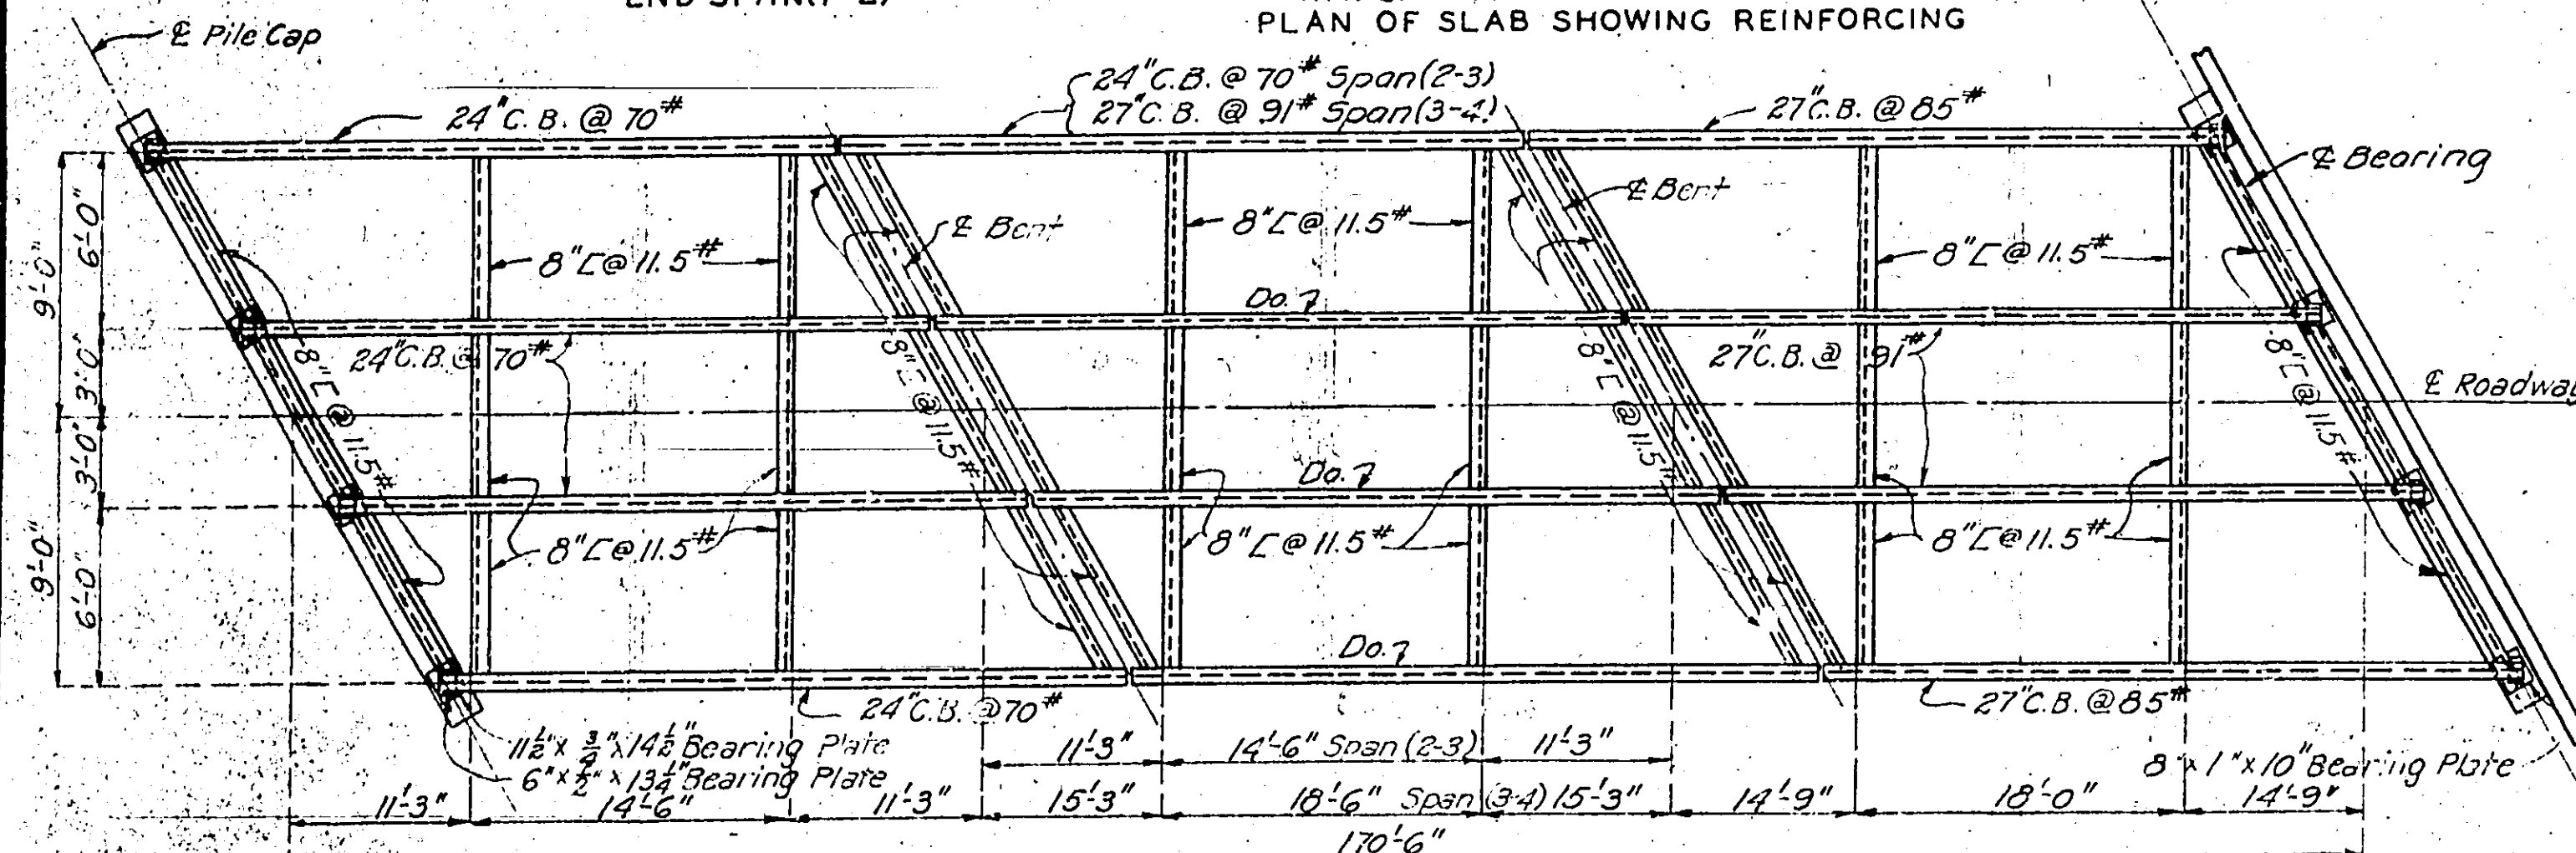 PLAN OF SLAB SHOWING REINFORCING
℄ Pile Cap
24" C.B. @ 70#
24" C.B. @ 70# Span (2-3)
27" C.B. @ 91# Span (3-4)
27" C.B. @ 85#
℄ Bearing
℄ Bent
℄ Bent
8"[@ 11.5#
8"[@ 11.5#
8"[@ 11.5#
9'-0"
6'-0"
3'-0"
3'-0"
9'-0"
6'-0"
Do.
24" C.B. @ 70#
27" C.B. @ 91#
8"[@ 11.5#
8"[@ 11.5#
8"[@ 11.5#
8"[@ 11.5#
℄ Roadway
Do.
8"[@ 11.5#
8"[@ 11.5#
8"[@ 11.5#
Do.
24" C.B. @ 70#
27" C.B. @ 85#
11½" x ¾" x 14½" Bearing Plate
6" x ½" x 13¼" Bearing Plate
8" x 1" x 10" Bearing Plate
11'-3" 14'-6" Span (2-3) 11'-3"
11'-3" 14'-6" 11'-3" 15'-3" 18'-6" Span (3-4) 15'-3" 14'-9" 18'-0" 14'-9"
170'-6"